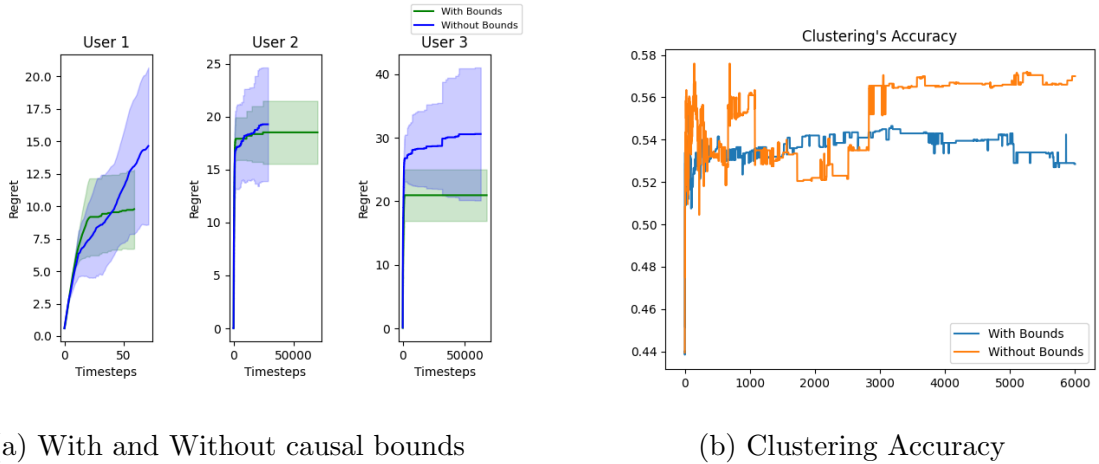 With Bounds
Without Bounds
User 1
User 2
User 3
20.0
17.5
15.0
12.5
10.0
7.5
5.0
2.5
0.0
Regret
0
50
Timesteps
25
20
15
10
5
0
Regret
0
50000
Timesteps
40
30
20
10
0
Regret
0
50000
Timesteps
a) With and Without causal bounds
Clustering's Accuracy
0.58
0.56
0.54
0.52
0.50
0.48
0.46
0.44
0
1000
2000
3000
4000
5000
6000
With Bounds
Without Bounds
(b) Clustering Accuracy